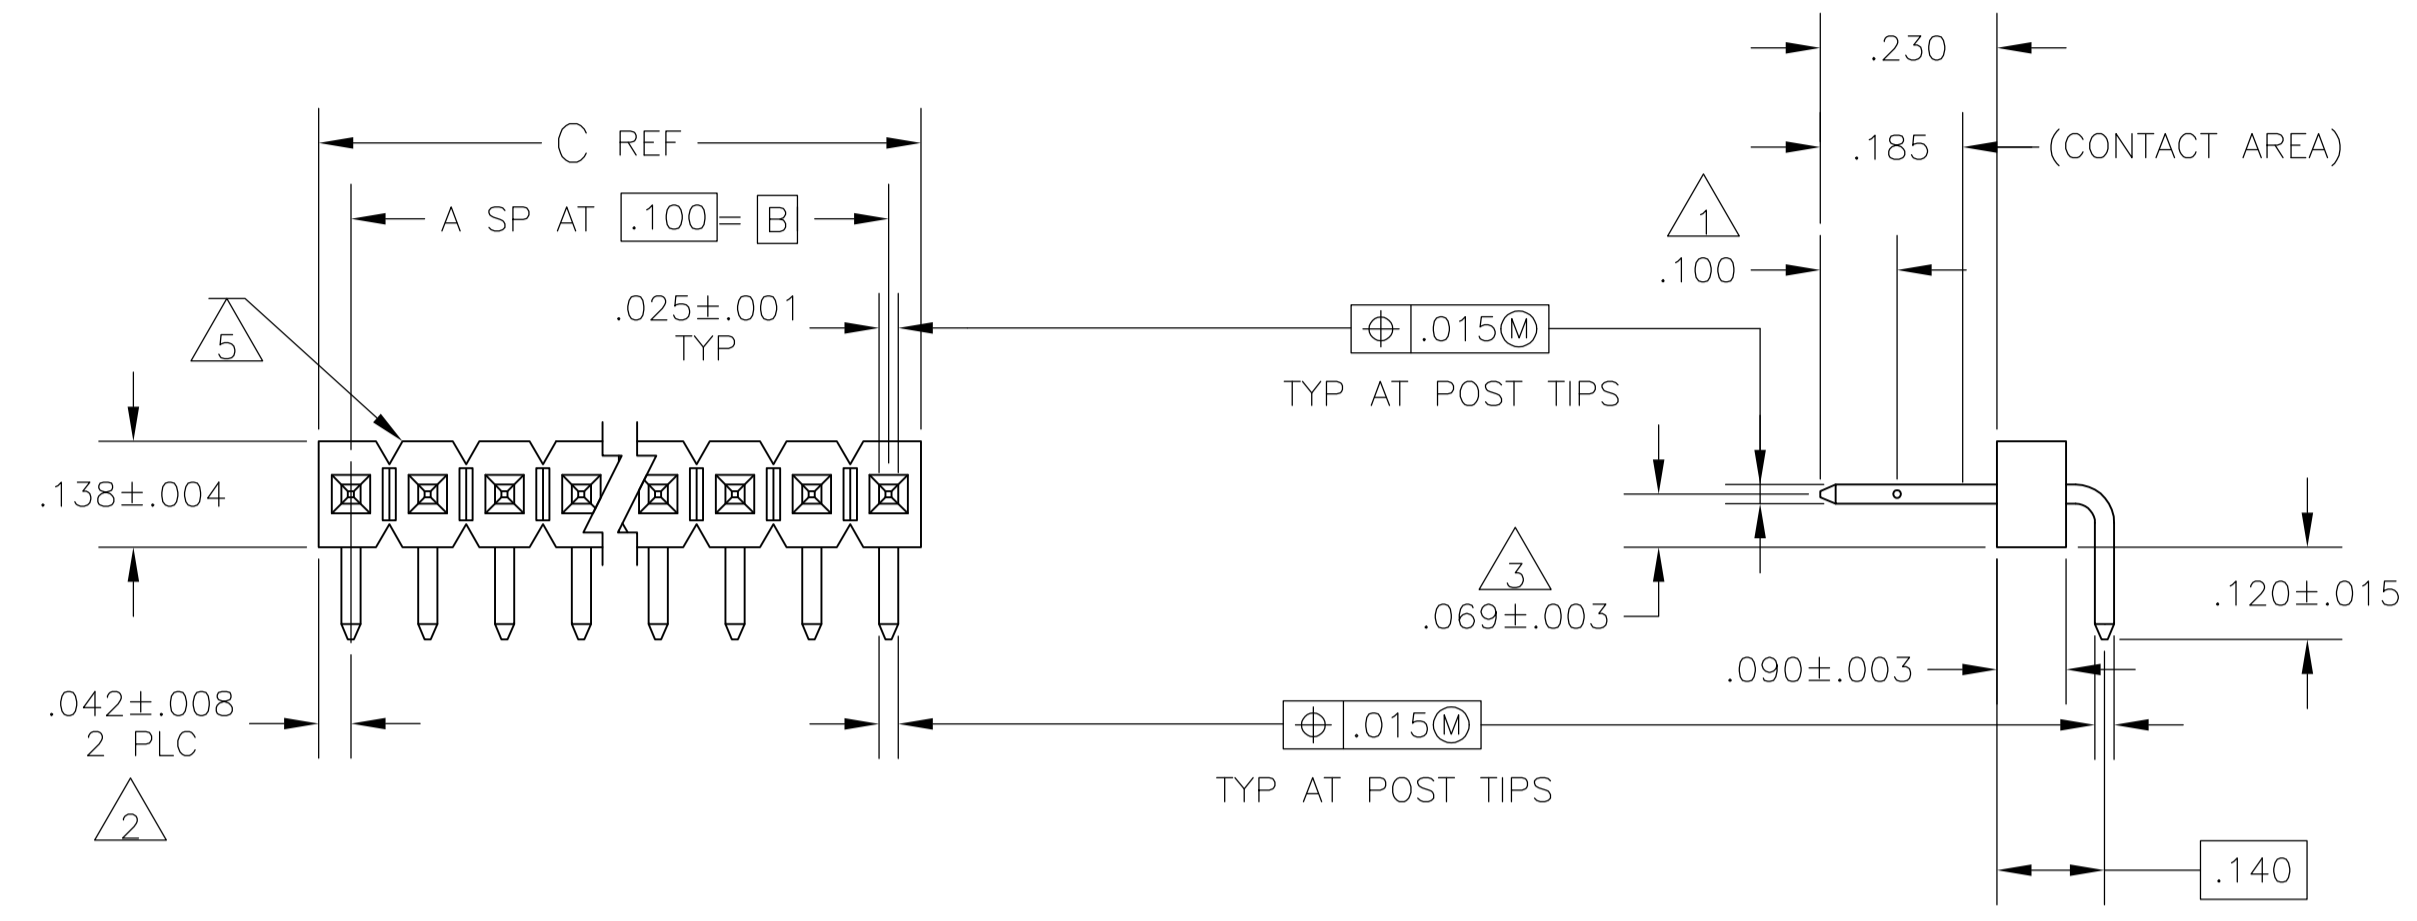 C REF
A SP AT .100 = B
.025±.001
TYP
5
.138±.004
.042±.008
2 PLC
2
⌖ .015Ⓜ
TYP AT POST TIPS
⌖ .015Ⓜ
TYP AT POST TIPS
.230
.185 (CONTACT AREA)
1
.100
3
.069±.003
.120±.015
.090±.003
.140